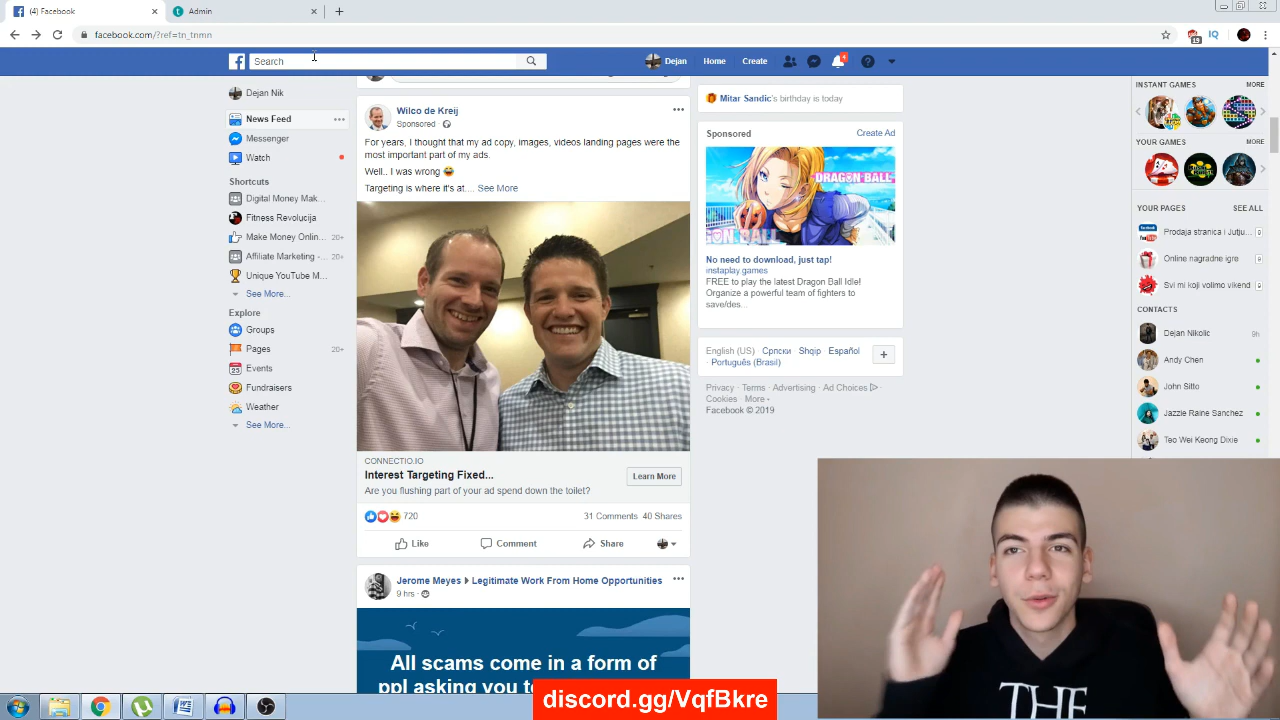 (4) Facebook
Admin
facebook.com/?ref=tn_tnmn
19
IQ
Search
Dejan
Home
Create
4
Dejan Nik
News Feed
Messenger
Watch
Shortcuts
Digital Money Mak...
Fitness Revolucija
Make Money Onlin... 20+
Affiliate Marketing -... 20+
Unique YouTube M...
See More...
Explore
Groups
Pages 20+
Events
Fundraisers
Weather
See More...
Wilco de Kreij
Sponsored ·
For years, I thought that my ad copy, images, videos landing pages were the
most important part of my ads.
Well.. I was wrong
Targeting is where it's at.... See More
CONNECTIO.IO
Interest Targeting Fixed...
Learn More
Are you flushing part of your ad spend down the toilet?
720
31 Comments 40 Shares
Like
Comment
Share
Jerome Meyes ▸ Legitimate Work From Home Opportunities
9 hrs ·
All scams come in a form of
ppl asking you t
Mitar Sandic's birthday is today
Sponsored
Create Ad
DRAGON BALL
No need to download, just tap!
instaplay.games
FREE to play the latest Dragon Ball Idle!
Organize a powerful team of fighters to
save/des...
English (US) · Српски · Shqip · Español
· Português (Brasil)
Privacy · Terms · Advertising · Ad Choices
Cookies · More
Facebook © 2019
INSTANT GAMES
MORE
YOUR GAMES
MORE
YOUR PAGES
SEE ALL
Prodaja stranica i Jutju...
Online nagradne igre
Svi mi koji volimo vikend
CONTACTS
Dejan Nikolic 9h
Andy Chen
John Sitto
Jazzie Raine Sanchez
Teo Wei Keong Dixie
THE
discord.gg/VqfBkre